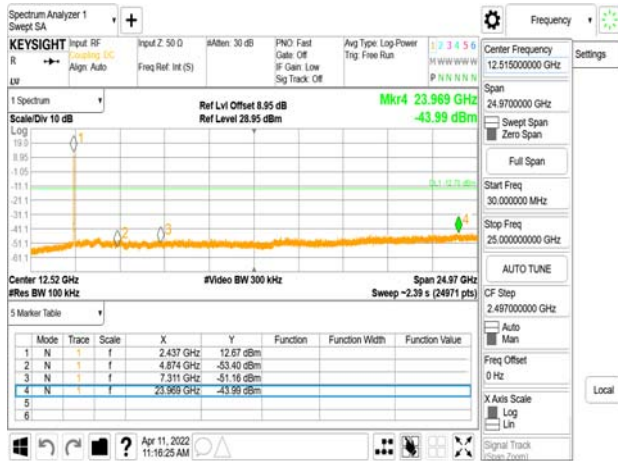 Spectrum Analyzer 1
Swept SA
Frequency
KEYSIGHT Input: RF
R
Coupling: DC
Align: Auto
Input Z: 50 Ω
Freq Ref: Int (S)
#Atten: 30 dB
PNO: Fast
Gate: Off
IF Gain: Low
Sig Track: Off
Avg Type: Log-Power
Trig: Free Run
1 2 3 4 5 6
M W W W W W
P N N N N N
1 Spectrum
Scale/Div 10 dB
Log
Ref Lvl Offset 8.95 dB
Ref Level 28.95 dBm
Mkr4 23.969 GHz
-43.99 dBm
19.0
8.95
-1.05
-11.1
-21.1
-31.1
-41.1
-51.1
-61.1
1
2
3
4
Center 12.52 GHz
#Res BW 100 kHz
#Video BW 300 kHz
Span 24.97 GHz
Sweep ~2.39 s (24971 pts)
5 Marker Table
Mode Trace Scale X Y Function Function Width Function Value
1 N 1 f 2.437 GHz 12.67 dBm
2 N 1 f 4.874 GHz -53.40 dBm
3 N 1 f 7.311 GHz -51.16 dBm
4 N 1 f 23.969 GHz -43.99 dBm
5
6
?
Apr 11, 2022
11:16:25 AM
Center Frequency
12.515000000 GHz
Span
24.9700000 GHz
Swept Span
Zero Span
Full Span
Start Freq
30.000000 MHz
Stop Freq
25.000000000 GHz
AUTO TUNE
CF Step
2.497000000 GHz
Auto
Man
Freq Offset
0 Hz
X Axis Scale
Log
Lin
Signal Track
(Span Zoom)
Settings
Local